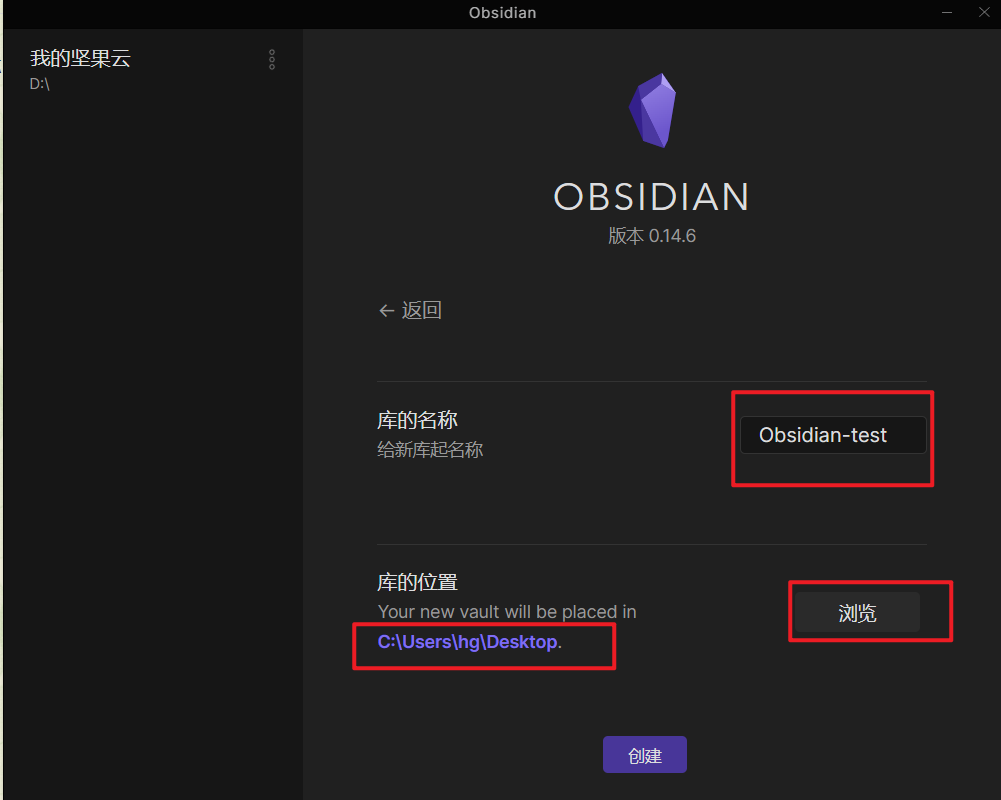 Obsidian
我的坚果云
D:\
OBSIDIAN
版本 0.14.6
← 返回
库的名称
给新库起名称
Obsidian-test
库的位置
Your new vault will be placed in
C:\Users\hg\Desktop.
浏览
创建